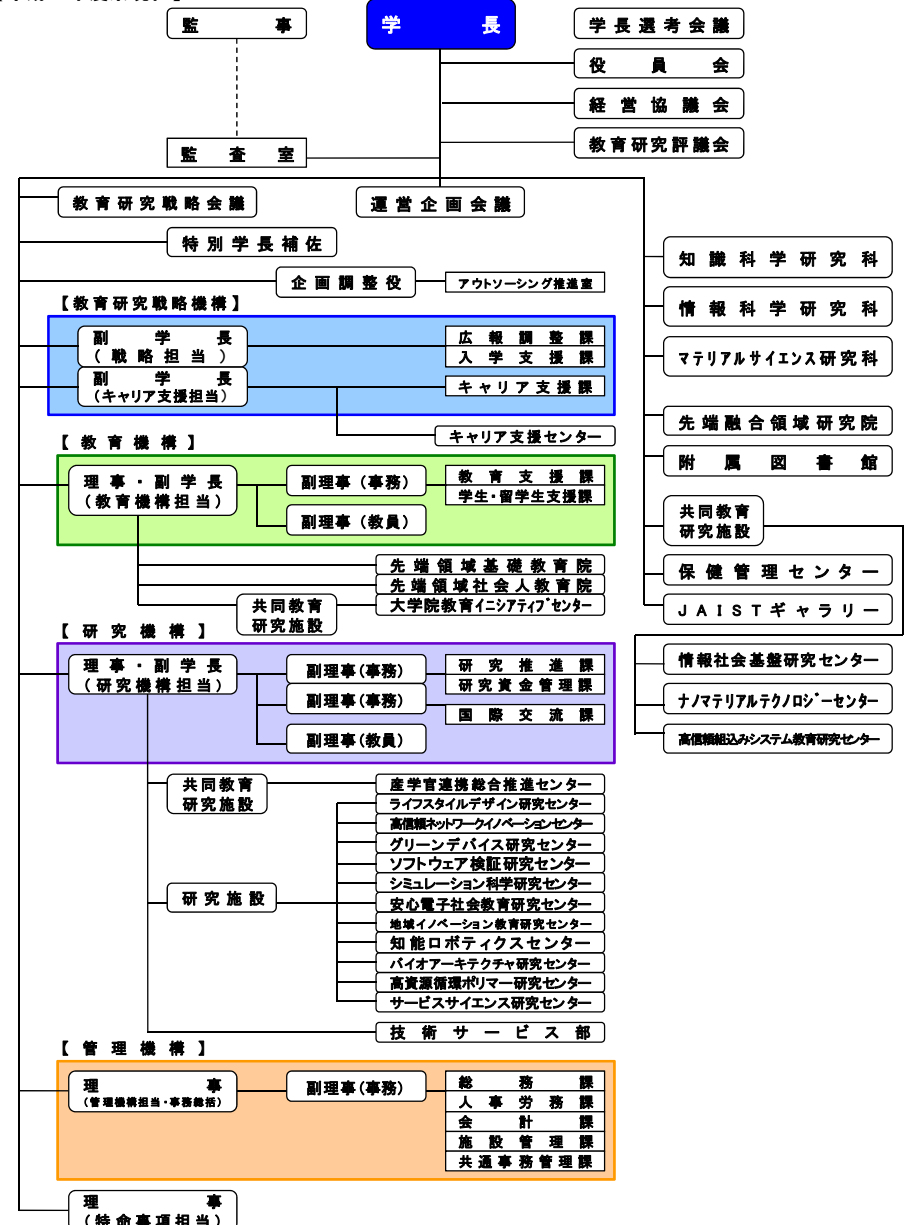 監事
学長
学長選考会議
役員会
経営協議会
教育研究評議会
監査室
教育研究戦略会議
運営企画会議
特別学長補佐
企画調整役
アウトソーシング推進室
知識科学研究科
情報科学研究科
マテリアルサイエンス研究科
先端融合領域研究院
附属図書館
共同教育
研究施設
保健管理センター
JAISTギャラリー
情報社会基盤研究センター
ナノマテリアルテクノロジーセンター
高信頼組込みシステム教育研究センター
【教育研究戦略機構】
副学長
(戦略担当)
広報調整課
入学支援課
副学長
(キャリア支援担当)
キャリア支援課
キャリア支援センター
【教育機構】
理事・副学長
(教育機構担当)
副理事(事務)
教育支援課
学生・留学生支援課
副理事(教員)
先端領域基礎教育院
先端領域社会人教育院
共同教育
研究施設
大学院教育イニシアティブセンター
【研究機構】
理事・副学長
(研究機構担当)
副理事(事務)
研究推進課
研究資金管理課
副理事(事務)
国際交流課
副理事(教員)
共同教育
研究施設
産学官連携総合推進センター
研究施設
ライフスタイルデザイン研究センター
高信頼ネットワークイノベーションセンター
グリーンデバイス研究センター
ソフトウェア検証研究センター
シミュレーション科学研究センター
安心電子社会教育研究センター
地域イノベーション教育研究センター
知能ロボティクスセンター
バイオアーキテクチャ研究センター
高資源循環ポリマー研究センター
サービスサイエンス研究センター
技術サービス部
【管理機構】
理事
(管理機構担当・事務総括)
副理事(事務)
総務課
人事労務課
会計課
施設管理課
共通事務管理課
理事
(特命事項担当)